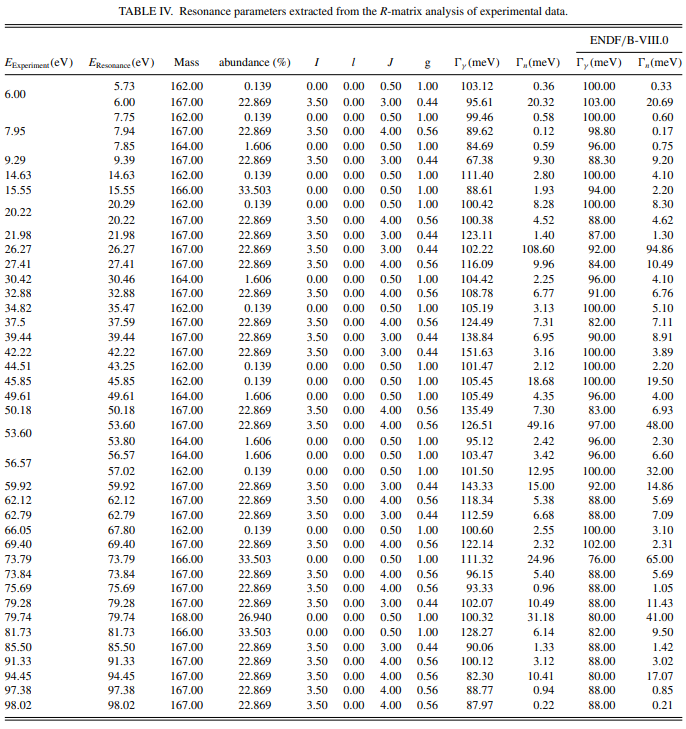 TABLE IV. Resonance parameters extracted from the R-matrix analysis of experimental data.
ENDF/B-VIII.0
E_Experiment(eV) E_Resonance(eV) Mass abundance (%) I l J g Γγ(meV) Γn(meV) Γγ(meV) Γn(meV)
5.73 162.00 0.139 0.00 0.00 0.50 1.00 103.12 0.36 100.00 0.33
6.00
6.00 167.00 22.869 3.50 0.00 3.00 0.44 95.61 20.32 103.00 20.69
7.75 162.00 0.139 0.00 0.00 0.50 1.00 99.46 0.58 100.00 0.60
7.95 7.94 167.00 22.869 3.50 0.00 4.00 0.56 89.62 0.12 98.80 0.17
7.85 164.00 1.606 0.00 0.00 0.50 1.00 84.69 0.59 96.00 0.75
9.29 9.39 167.00 22.869 3.50 0.00 3.00 0.44 67.38 9.30 88.30 9.20
14.63 14.63 162.00 0.139 0.00 0.00 0.50 1.00 111.40 2.80 100.00 4.10
15.55 15.55 166.00 33.503 0.00 0.00 0.50 1.00 88.61 1.93 94.00 2.20
20.29 162.00 0.139 0.00 0.00 0.50 1.00 100.42 8.28 100.00 8.30
20.22
20.22 167.00 22.869 3.50 0.00 4.00 0.56 100.38 4.52 88.00 4.62
21.98 21.98 167.00 22.869 3.50 0.00 3.00 0.44 123.11 1.40 87.00 1.30
26.27 26.27 167.00 22.869 3.50 0.00 3.00 0.44 102.22 108.60 92.00 94.86
27.41 27.41 167.00 22.869 3.50 0.00 4.00 0.56 116.09 9.96 84.00 10.49
30.42 30.46 164.00 1.606 0.00 0.00 0.50 1.00 104.42 2.25 96.00 4.10
32.88 32.88 167.00 22.869 3.50 0.00 4.00 0.56 108.78 6.77 91.00 6.76
34.82 35.47 162.00 0.139 0.00 0.00 0.50 1.00 105.19 3.13 100.00 5.10
37.5 37.59 167.00 22.869 3.50 0.00 4.00 0.56 124.49 7.31 82.00 7.11
39.44 39.44 167.00 22.869 3.50 0.00 3.00 0.44 138.84 6.95 90.00 8.91
42.22 42.22 167.00 22.869 3.50 0.00 3.00 0.44 151.63 3.16 100.00 3.89
44.51 43.25 162.00 0.139 0.00 0.00 0.50 1.00 101.47 2.12 100.00 2.20
45.85 45.85 162.00 0.139 0.00 0.00 0.50 1.00 105.45 18.68 100.00 19.50
49.61 49.61 164.00 1.606 0.00 0.00 0.50 1.00 105.49 4.35 96.00 4.00
50.18 50.18 167.00 22.869 3.50 0.00 4.00 0.56 135.49 7.30 83.00 6.93
53.60 167.00 22.869 3.50 0.00 4.00 0.56 126.51 49.16 97.00 48.00
53.60
53.80 164.00 1.606 0.00 0.00 0.50 1.00 95.12 2.42 96.00 2.30
56.57 164.00 1.606 0.00 0.00 0.50 1.00 103.47 3.42 96.00 6.60
56.57
57.02 162.00 0.139 0.00 0.00 0.50 1.00 101.50 12.95 100.00 32.00
59.92 59.92 167.00 22.869 3.50 0.00 3.00 0.44 143.33 15.00 92.00 14.86
62.12 62.12 167.00 22.869 3.50 0.00 4.00 0.56 118.34 5.38 88.00 5.69
62.79 62.79 167.00 22.869 3.50 0.00 3.00 0.44 112.59 6.68 88.00 7.09
66.05 67.80 162.00 0.139 0.00 0.00 0.50 1.00 100.60 2.55 100.00 3.10
69.40 69.40 167.00 22.869 3.50 0.00 4.00 0.56 122.14 2.32 102.00 2.31
73.79 73.79 166.00 33.503 0.00 0.00 0.50 1.00 111.32 24.96 76.00 65.00
73.84 73.84 167.00 22.869 3.50 0.00 4.00 0.56 96.15 5.40 88.00 5.69
75.69 75.69 167.00 22.869 3.50 0.00 4.00 0.56 93.33 0.96 88.00 1.05
79.28 79.28 167.00 22.869 3.50 0.00 3.00 0.44 102.07 10.49 88.00 11.43
79.74 79.74 168.00 26.940 0.00 0.00 0.50 1.00 100.32 31.18 80.00 41.00
81.73 81.73 166.00 33.503 0.00 0.00 0.50 1.00 128.27 6.14 82.00 9.50
85.50 85.50 167.00 22.869 3.50 0.00 3.00 0.44 90.06 1.33 88.00 1.42
91.33 91.33 167.00 22.869 3.50 0.00 4.00 0.56 100.12 3.12 88.00 3.02
94.45 94.45 167.00 22.869 3.50 0.00 4.00 0.56 82.30 10.41 80.00 17.07
97.38 97.38 167.00 22.869 3.50 0.00 4.00 0.56 88.77 0.94 88.00 0.85
98.02 98.02 167.00 22.869 3.50 0.00 4.00 0.56 87.97 0.22 88.00 0.21